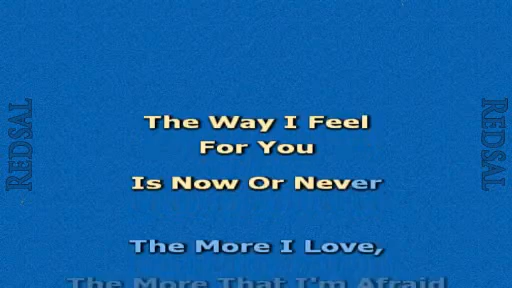 The Way I Feel
For You
Is Now Or Never
The More I Love,
The More That I'm Afraid
REDSAL
REDSAL